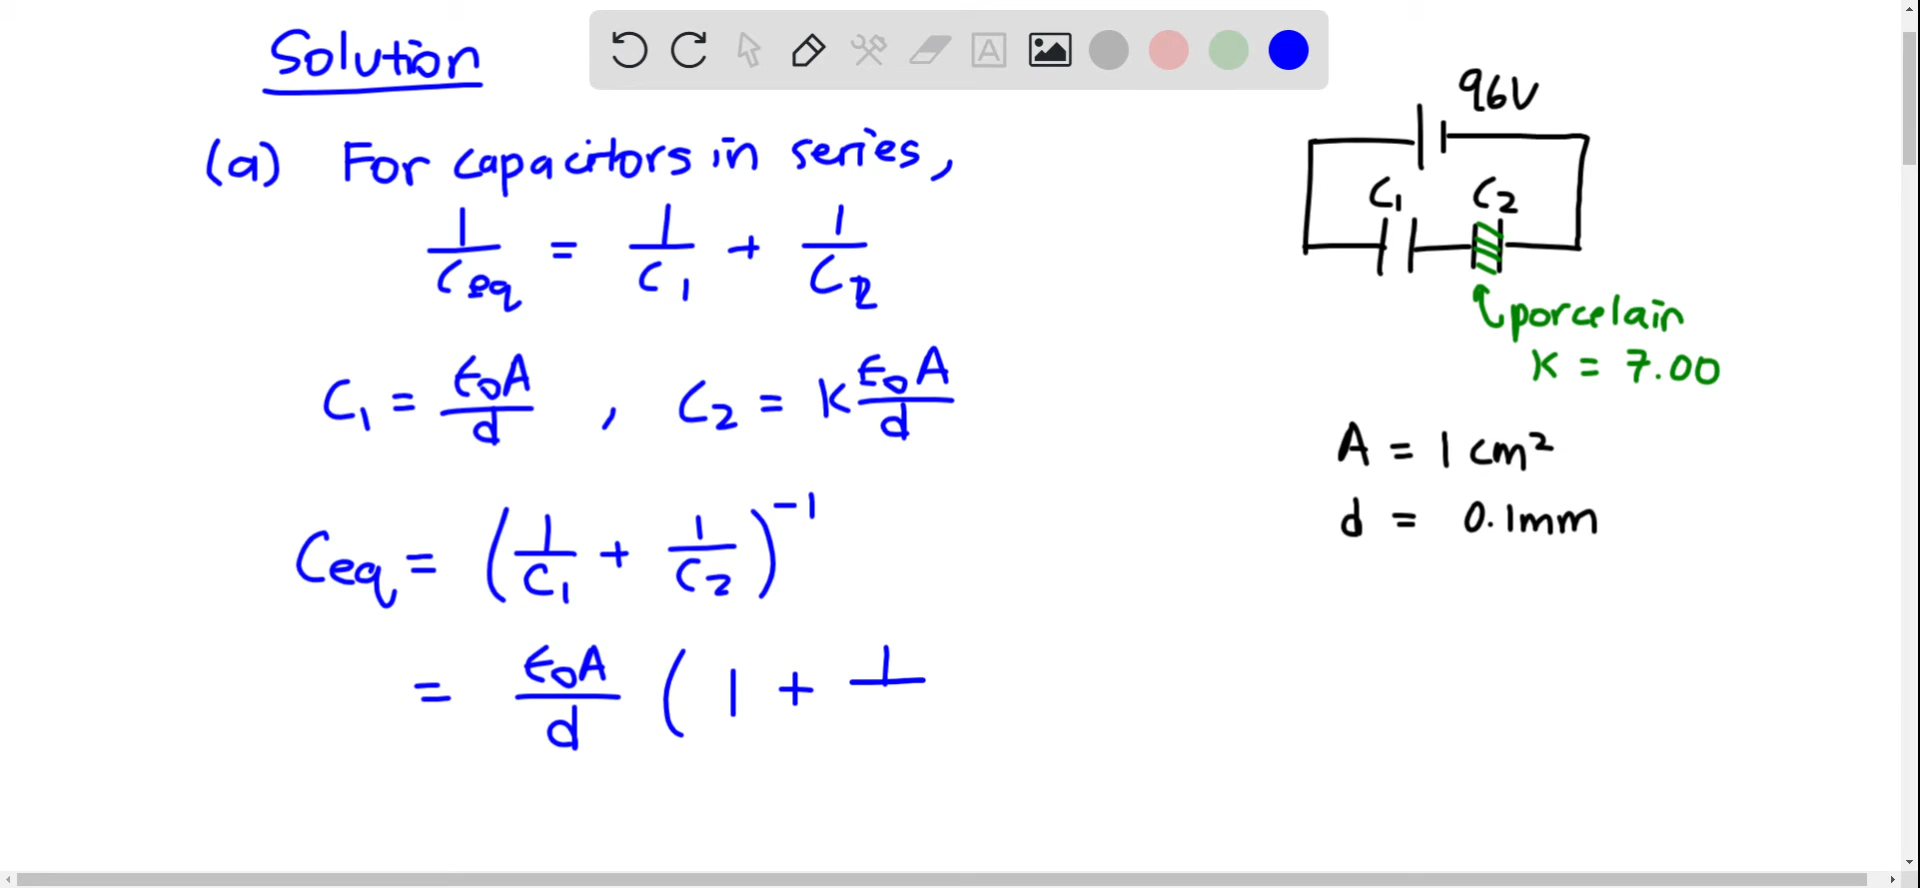 Solution
(a) For capacitors in series,
1/Ceq = 1/C₁ + 1/C₂
C₁ = ϵ₀A/d , C₂ = K ϵ₀A/d
Ceq = (1/C₁ + 1/C₂)⁻¹
= ϵ₀A/d ( 1 + 1/
A
96V
C₁ C₂
porcelain
K = 7.00
A = 1 cm²
d = 0.1mm